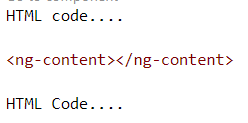 HTML code....
<ng-content></ng-content>
HTML Code....